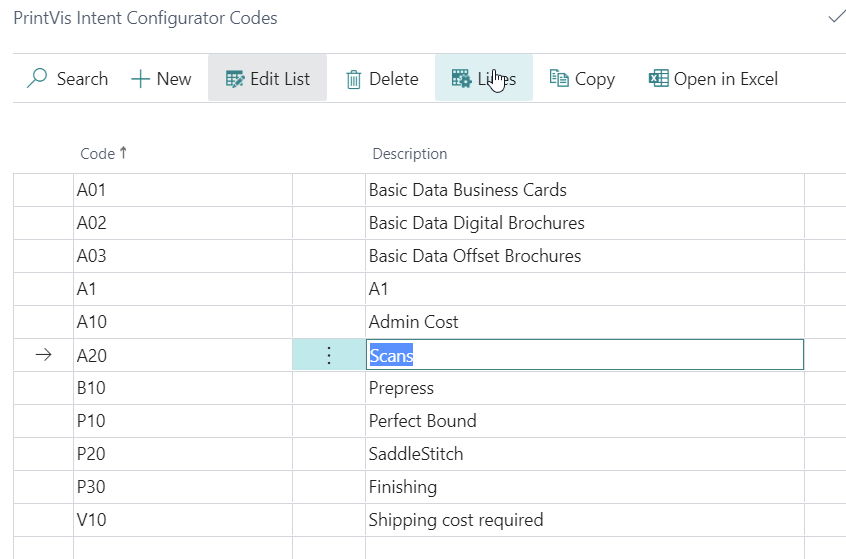 PrintVis Intent Configurator Codes
Search New Edit List Delete Lines Copy Open in Excel
Code Description
A01 Basic Data Business Cards
A02 Basic Data Digital Brochures
A03 Basic Data Offset Brochures
A1 A1
A10 Admin Cost
A20 Scans
B10 Prepress
P10 Perfect Bound
P20 SaddleStitch
P30 Finishing
V10 Shipping cost required